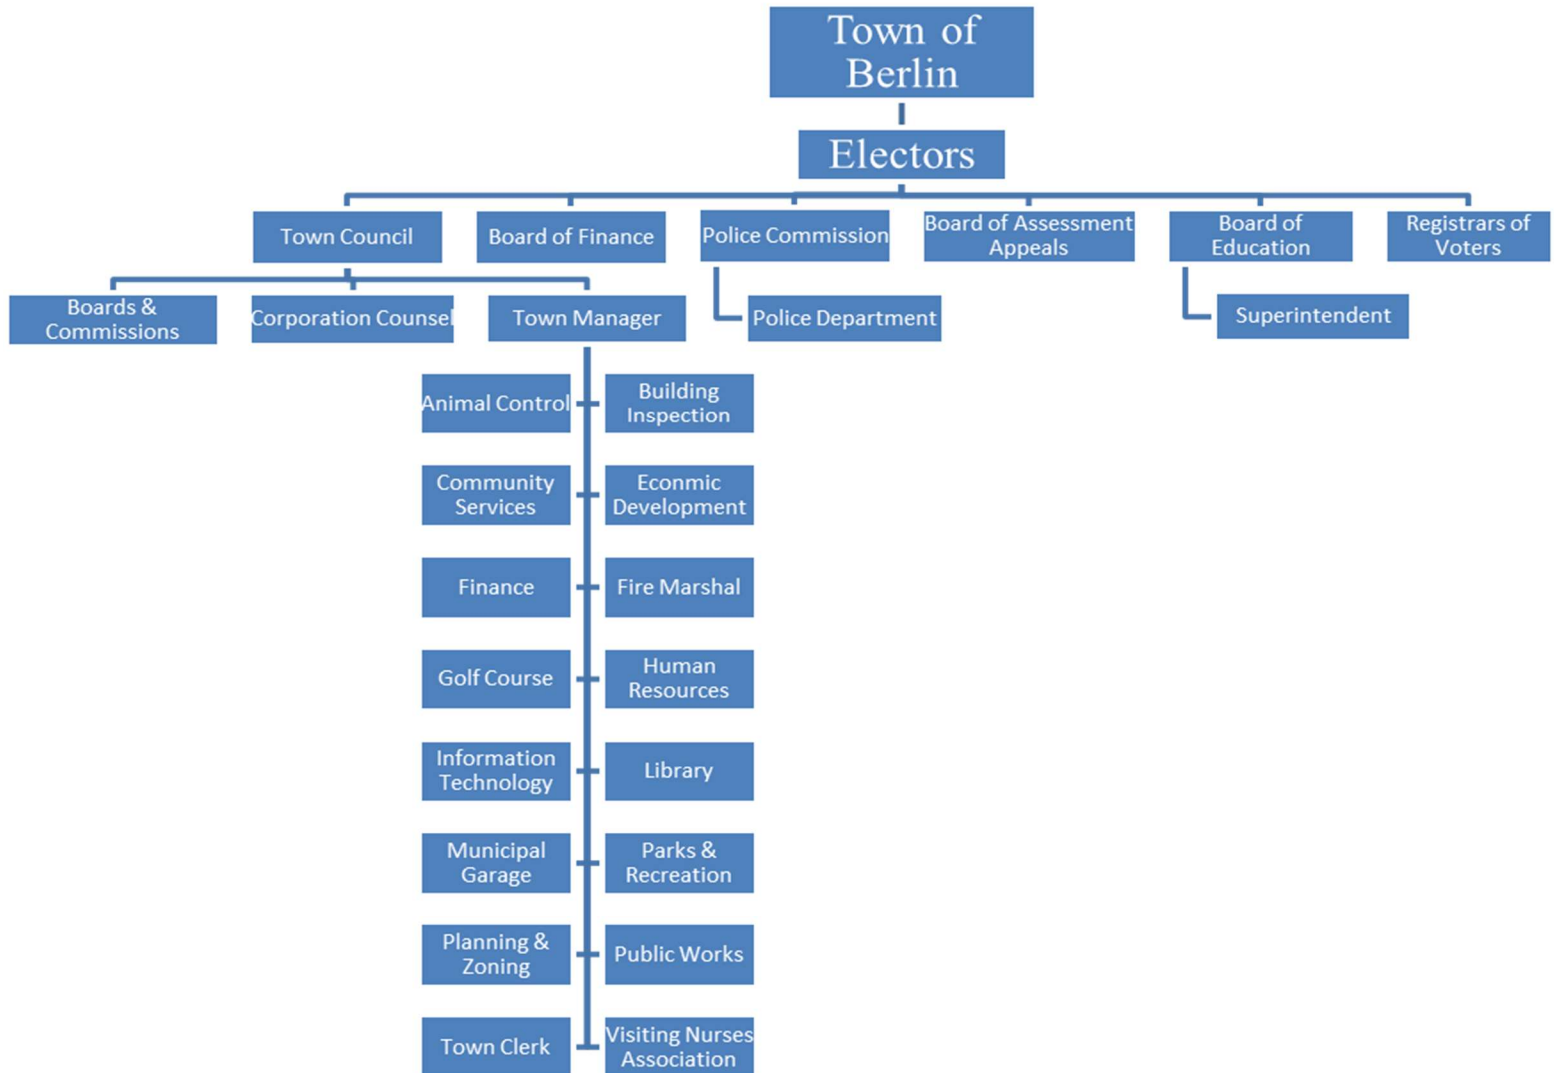 Town of
Berlin
Electors
Town Council
Board of Finance
Police Commission
Board of Assessment
Appeals
Board of
Education
Registrars of
Voters
Boards &
Commissions
Corporation Counsel
Town Manager
Police Department
Superintendent
Animal Control
Building
Inspection
Community
Services
Econmic
Development
Finance
Fire Marshal
Golf Course
Human
Resources
Information
Technology
Library
Municipal
Garage
Parks &
Recreation
Planning &
Zoning
Public Works
Town Clerk
Visiting Nurses
Association